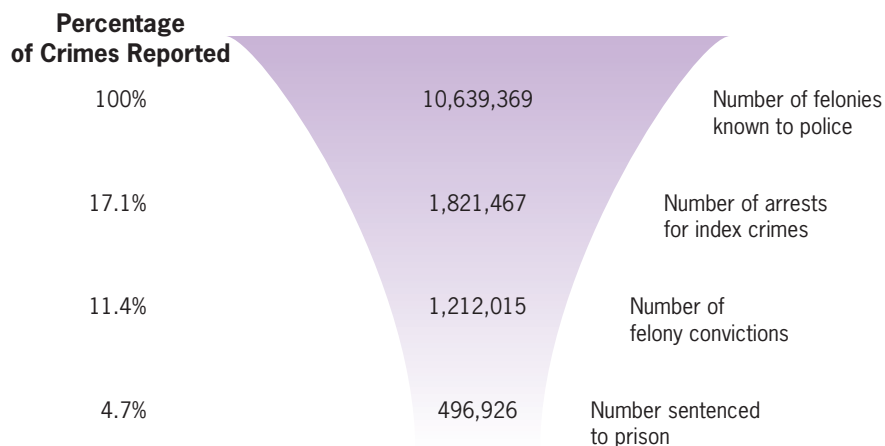 Percentage
of Crimes Reported
100% 10,639,369 Number of felonies
known to police
17.1% 1,821,467 Number of arrests
for index crimes
11.4% 1,212,015 Number of
felony convictions
4.7% 496,926 Number sentenced
to prison